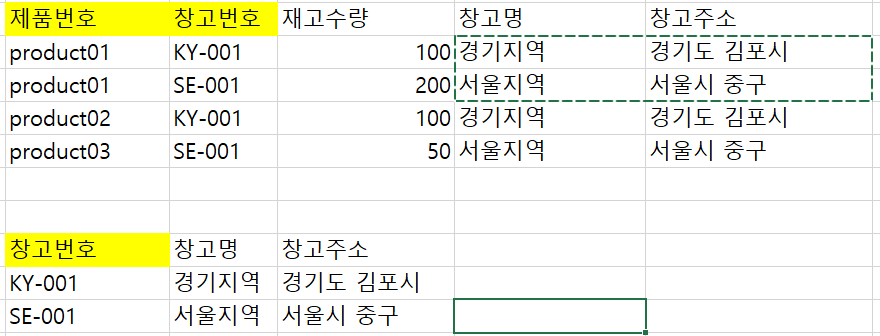 제품번호 창고번호 재고수량 창고명 창고주소
product01 KY-001 100 경기지역 경기도 김포시
product01 SE-001 200 서울지역 서울시 중구
product02 KY-001 100 경기지역 경기도 김포시
product03 SE-001 50 서울지역 서울시 중구
창고번호 창고명 창고주소
KY-001 경기지역 경기도 김포시
SE-001 서울지역 서울시 중구